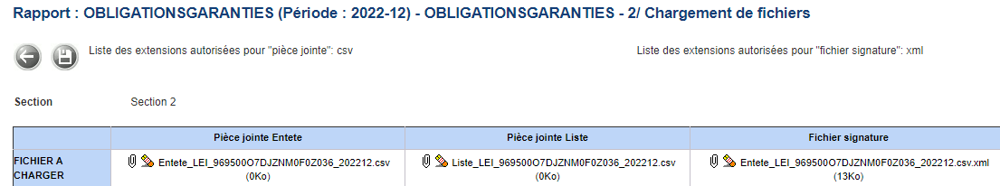 Rapport : OBLIGATIONSGARANTIES (Période : 2022-12) - OBLIGATIONSGARANTIES - 2/ Chargement de fichiers
Liste des extensions autorisées pour "pièce jointe": csv
Liste des extensions autorisées pour "fichier signature": xml
Section
Section 2
Pièce jointe Entete
Pièce jointe Liste
Fichier signature
FICHIER A
CHARGER
Entete_LEI_969500O7DJZNM0F0Z036_202212.csv
(0Ko)
Liste_LEI_969500O7DJZNM0F0Z036_202212.csv
(0Ko)
Entete_LEI_969500O7DJZNM0F0Z036_202212.csv.xml
(13Ko)